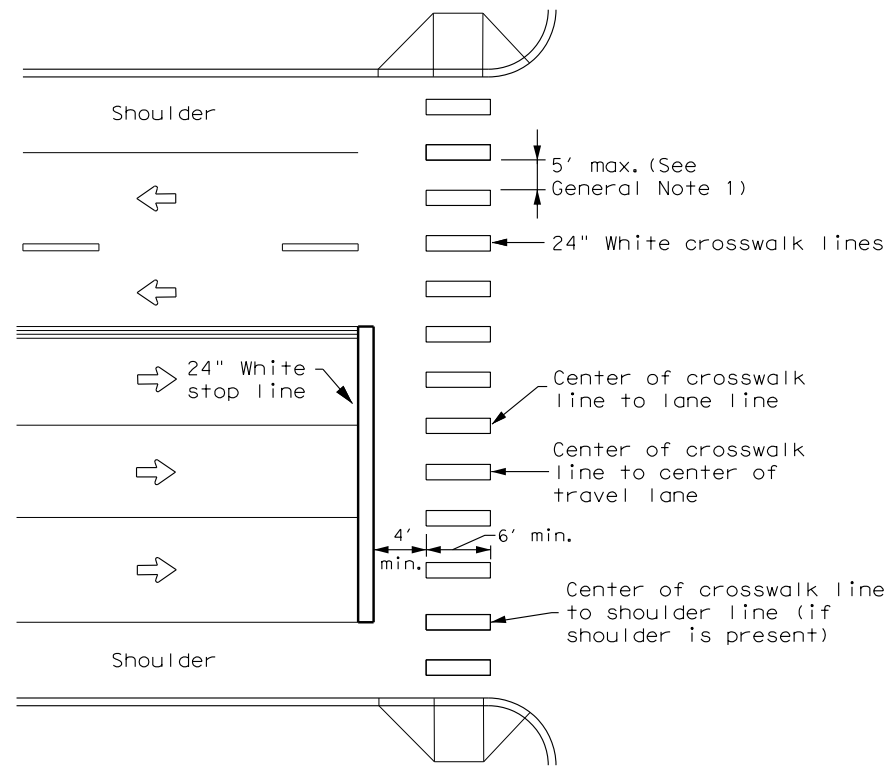 Shoulder
5' max. (See
General Note 1)
24" White crosswalk lines
24" White
stop line
Center of crosswalk
line to lane line
Center of crosswalk
line to center of
travel lane
4'
min.
6' min.
Center of crosswalk line
to shoulder line (if
shoulder is present)
Shoulder